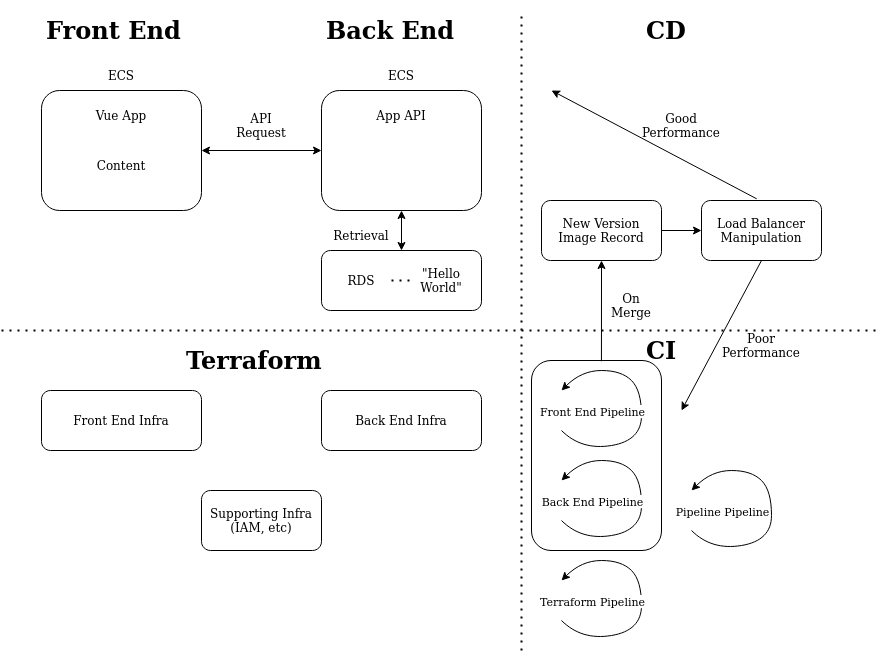 Front End
Back End
CD
ECS
ECS
Vue App
Content
API
Request
App API
Good
Performance
New Version
Image Record
Load Balancer
Manipulation
Retrieval
RDS
"Hello
World"
On
Merge
Terraform
CI
Poor
Performance
Front End Infra
Back End Infra
Front End Pipeline
Supporting Infra
(IAM, etc)
Back End Pipeline
Pipeline Pipeline
Terraform Pipeline